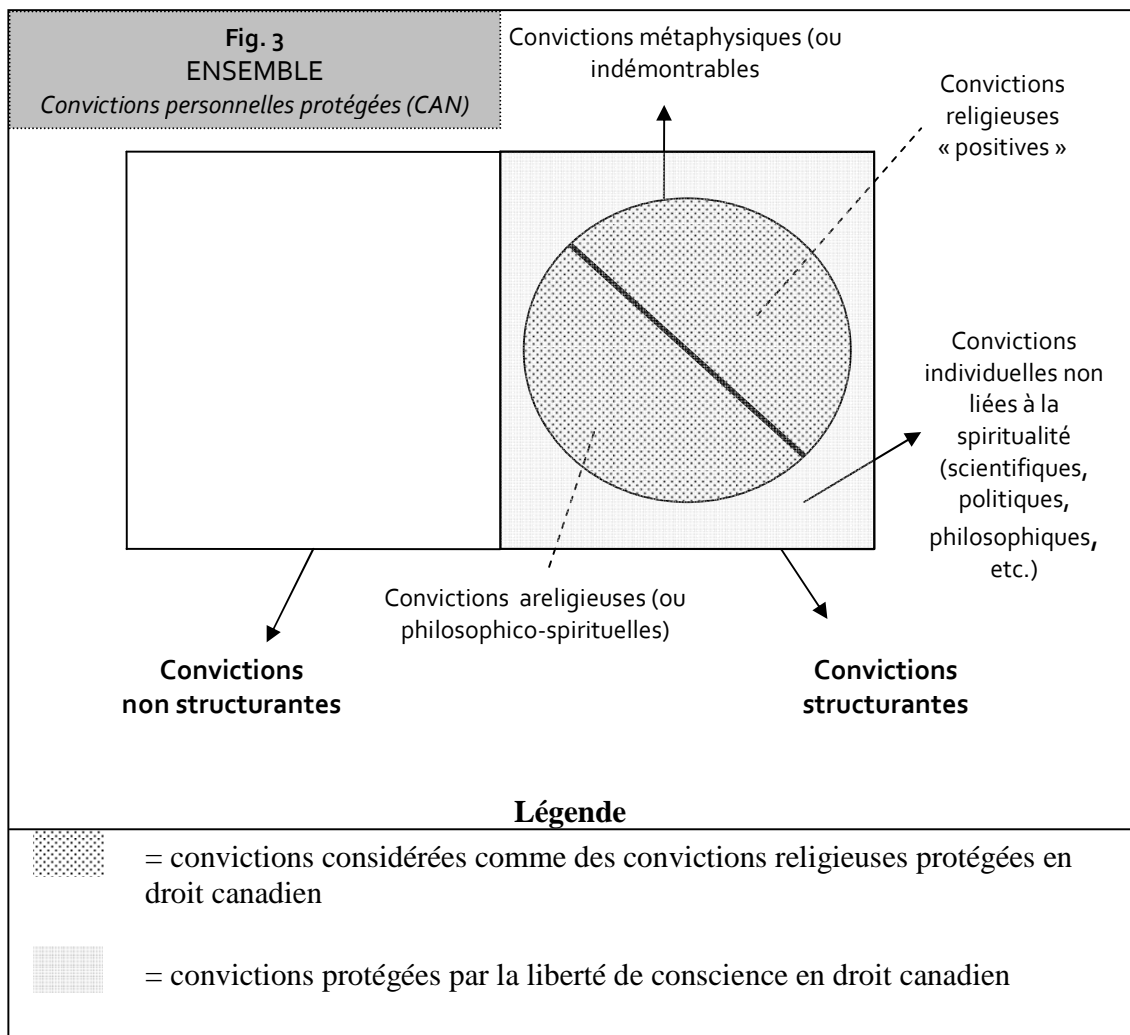 Fig. 3
ENSEMBLE
Convictions personnelles protégées (CAN)
Convictions métaphysiques (ou
indémontrables
Convictions
religieuses
« positives »
Convictions
individuelles non
liées à la
spiritualité
(scientifiques,
politiques,
philosophiques,
etc.)
Convictions areligieuses (ou
philosophico-spirituelles)
Convictions
non structurantes
Convictions
structurantes
Légende
= convictions considérées comme des convictions religieuses protégées en
droit canadien
= convictions protégées par la liberté de conscience en droit canadien